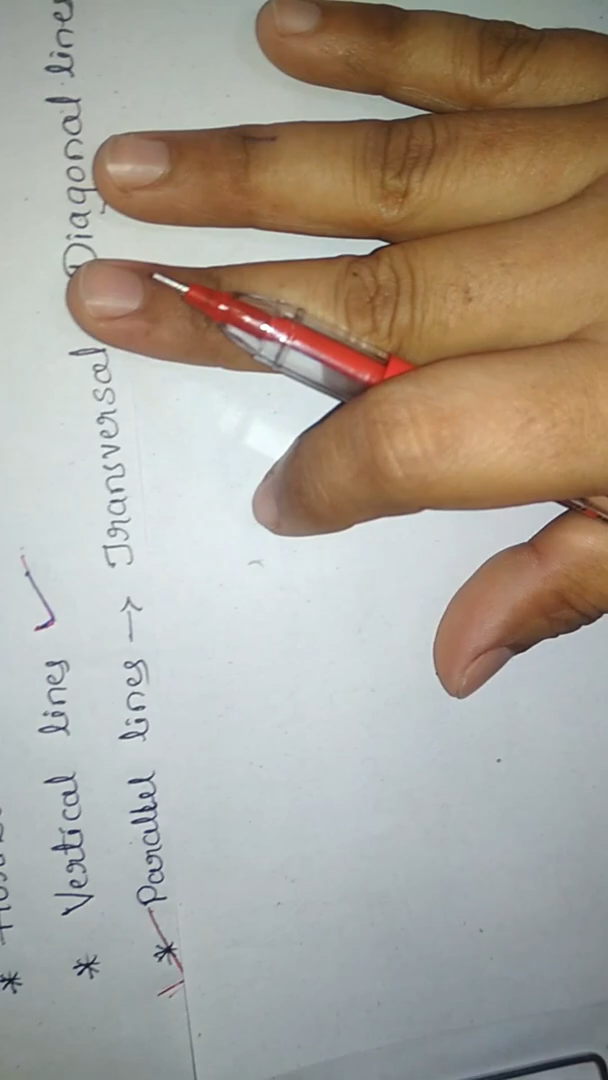 * Vertical lines ✓
* Parallel lines → Transversal Diagonal lines